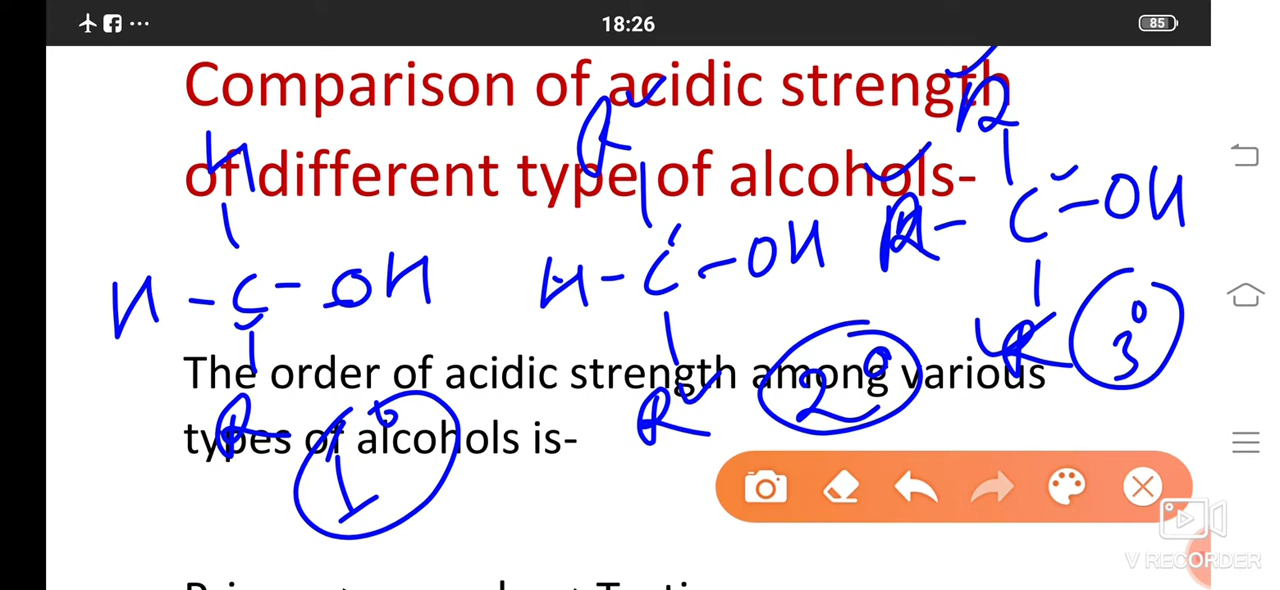 18:26
85
Comparison of acidic strength
of different type of alcohols-
H
R
R
H - C - OH
H - C - OH
R - C - OH
R
R
R
1°
2°
3°
The order of acidic strength among various
types of alcohols is-
V RECORDER